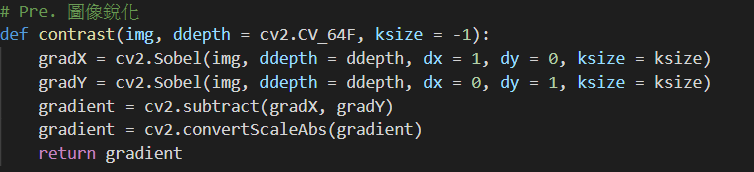 # Pre. 圖像銳化
def contrast(img, ddepth = cv2.CV_64F, ksize = -1):
    gradX = cv2.Sobel(img, ddepth = ddepth, dx = 1, dy = 0, ksize = ksize)
    gradY = cv2.Sobel(img, ddepth = ddepth, dx = 0, dy = 1, ksize = ksize)
    gradient = cv2.subtract(gradX, gradY)
    gradient = cv2.convertScaleAbs(gradient)
    return gradient